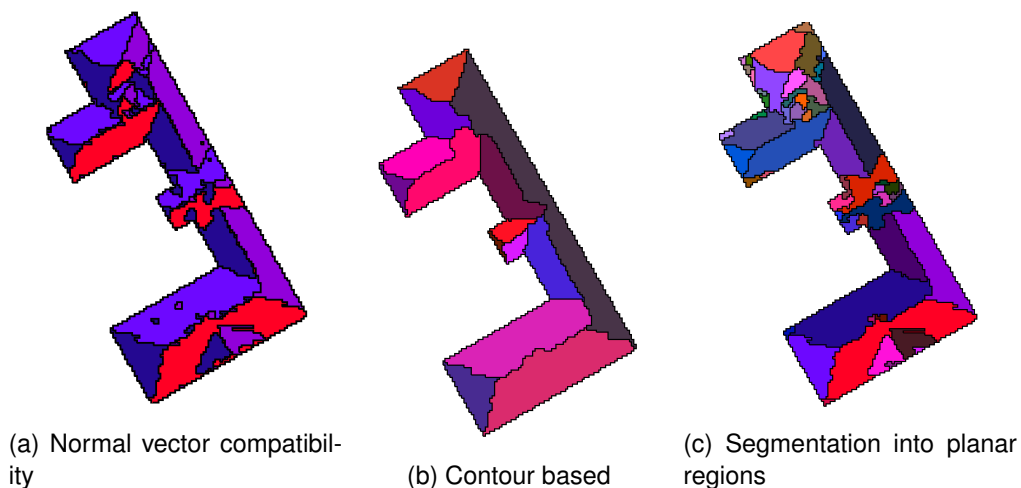 (a) Normal vector compatibil-
ity
(b) Contour based
(c) Segmentation into planar
regions